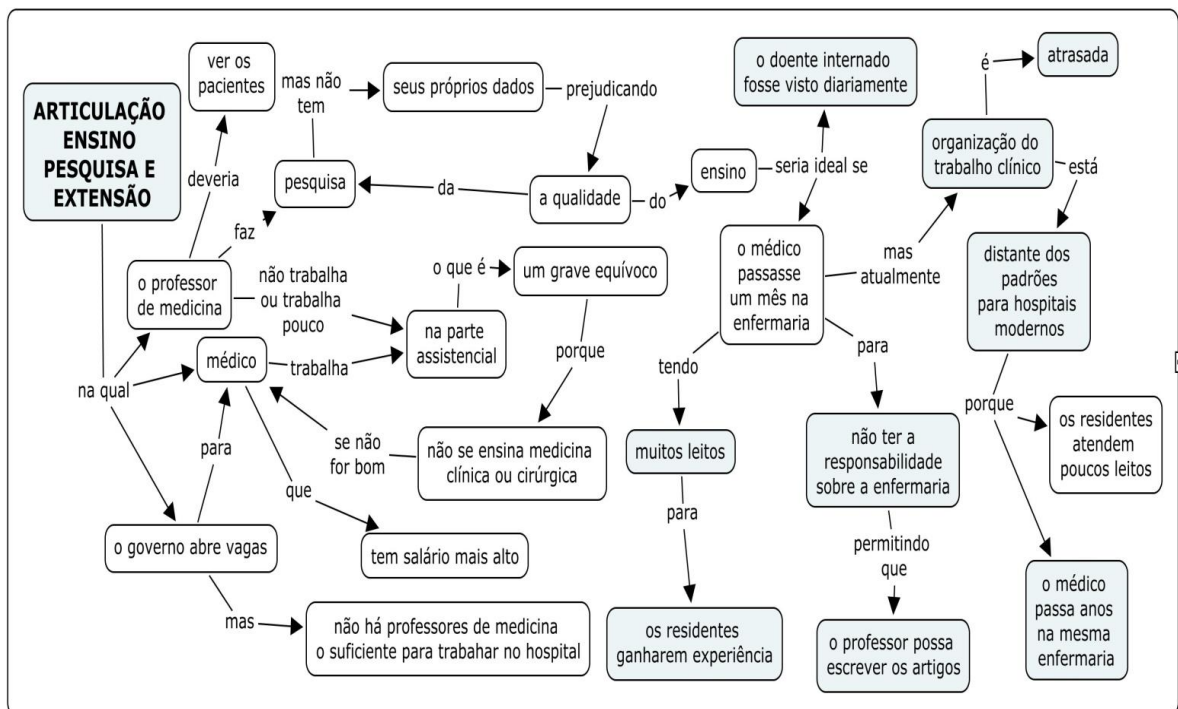 ARTICULAÇÃO
ENSINO
PESQUISA E
EXTENSÃO
ver os
pacientes
mas não
tem
seus próprios dados
prejudicando
o doente internado
fosse visto diariamente
é
atrasada
deveria
pesquisa
da
a qualidade
do
ensino
seria ideal se
organização do
trabalho clínico
está
faz
o professor
de medicina
não trabalha
ou trabalha
pouco
o que é
um grave equívoco
o médico
passasse
um mês na
enfermaria
mas
atualmente
distante dos
padrões
para hospitais
modernos
na qual
médico
trabalha
na parte
assistencial
porque
tendo
para
porque
para
se não
for bom
não se ensina medicina
clínica ou cirúrgica
muitos leitos
não ter a
responsabilidade
sobre a enfermaria
os residentes
atendem
poucos leitos
que
o governo abre vagas
tem salário mais alto
para
permitindo
que
mas
não há professores de medicina
o suficiente para trabahar no hospital
os residentes
ganharem experiência
o professor possa
escrever os artigos
o médico
passa anos
na mesma
enfermaria